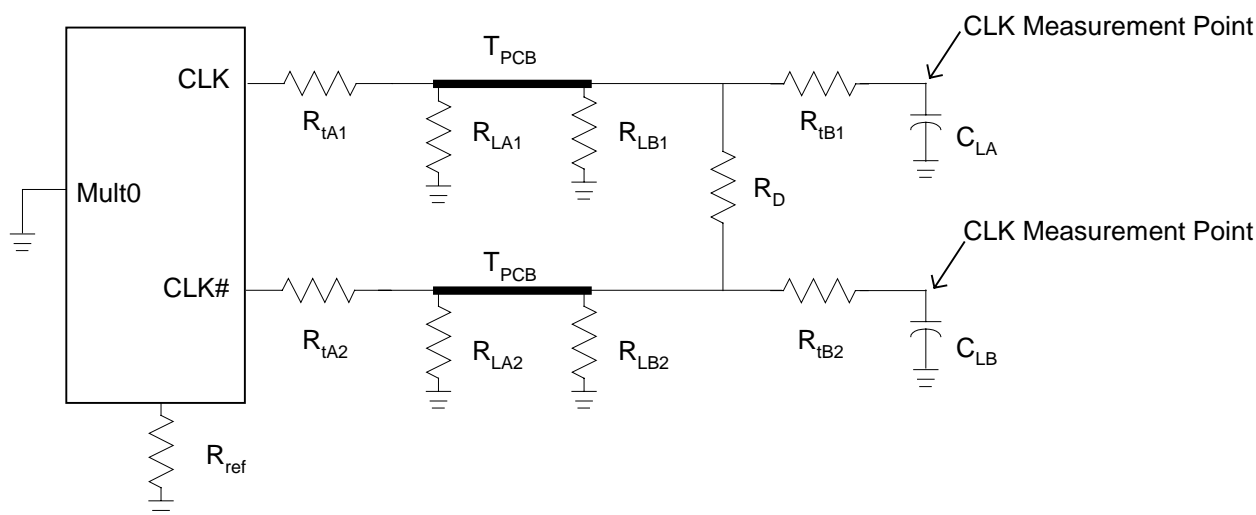 CLK Measurement Point
T_PCB
CLK
R_tA1
R_LA1
R_LB1
R_tB1
C_LA
Mult0
R_D
CLK Measurement Point
T_PCB
CLK#
R_tA2
R_LA2
R_LB2
R_tB2
C_LB
R_ref